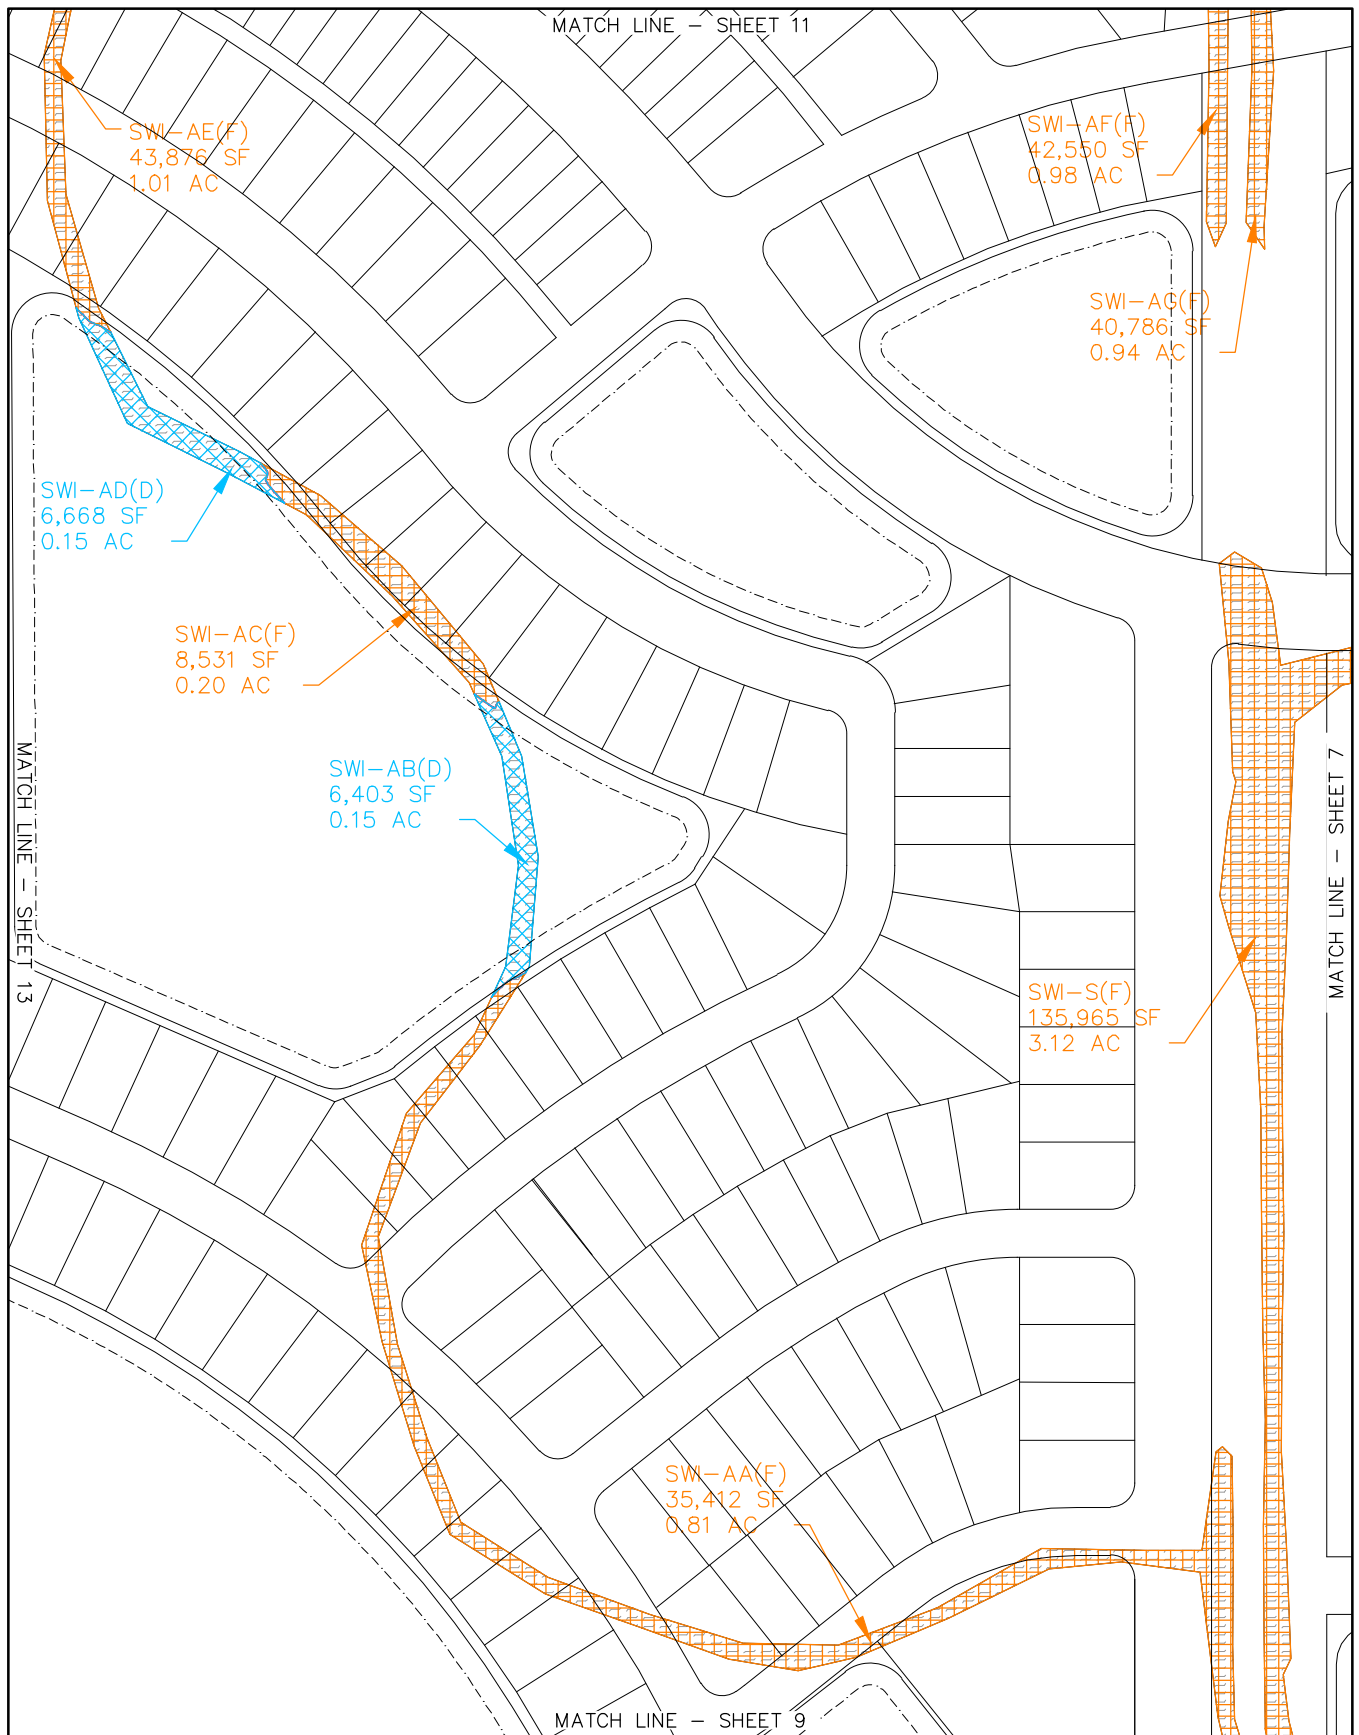 MATCH LINE - SHEET 11
SWI-AE(F)
43,876 SF
1.01 AC
SWI-AF(F)
42,550 SF
0.98 AC
SWI-AG(F)
40,786 SF
0.94 AC
SWI-AD(D)
6,668 SF
0.15 AC
SWI-AC(F)
8,531 SF
0.20 AC
SWI-AB(D)
6,403 SF
0.15 AC
MATCH LINE - SHEET 13
MATCH LINE - SHEET 7
SWI-S(F)
135,965 SF
3.12 AC
SWI-AA(F)
35,412 SF
0.81 AC
MATCH LINE - SHEET 9